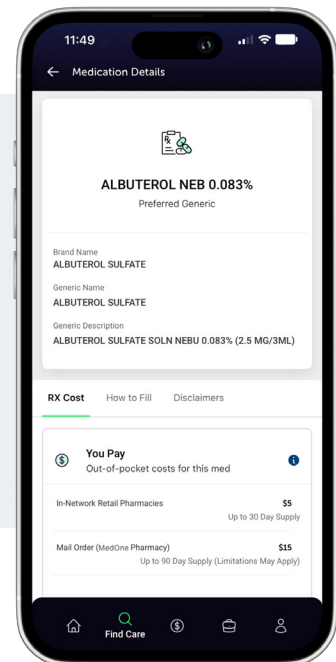 11:49
Medication Details
Rx
ALBUTEROL NEB 0.083%
Preferred Generic
Brand Name
ALBUTEROL SULFATE
Generic Name
ALBUTEROL SULFATE
Generic Description
ALBUTEROL SULFATE SOLN NEBU 0.083% (2.5 MG/3ML)
RX Cost How to Fill Disclaimers
You Pay
Out-of-pocket costs for this med
In-Network Retail Pharmacies $5
Up to 30 Day Supply
Mail Order (MedOne Pharmacy) $15
Up to 90 Day Supply (Limitations May Apply)
Find Care